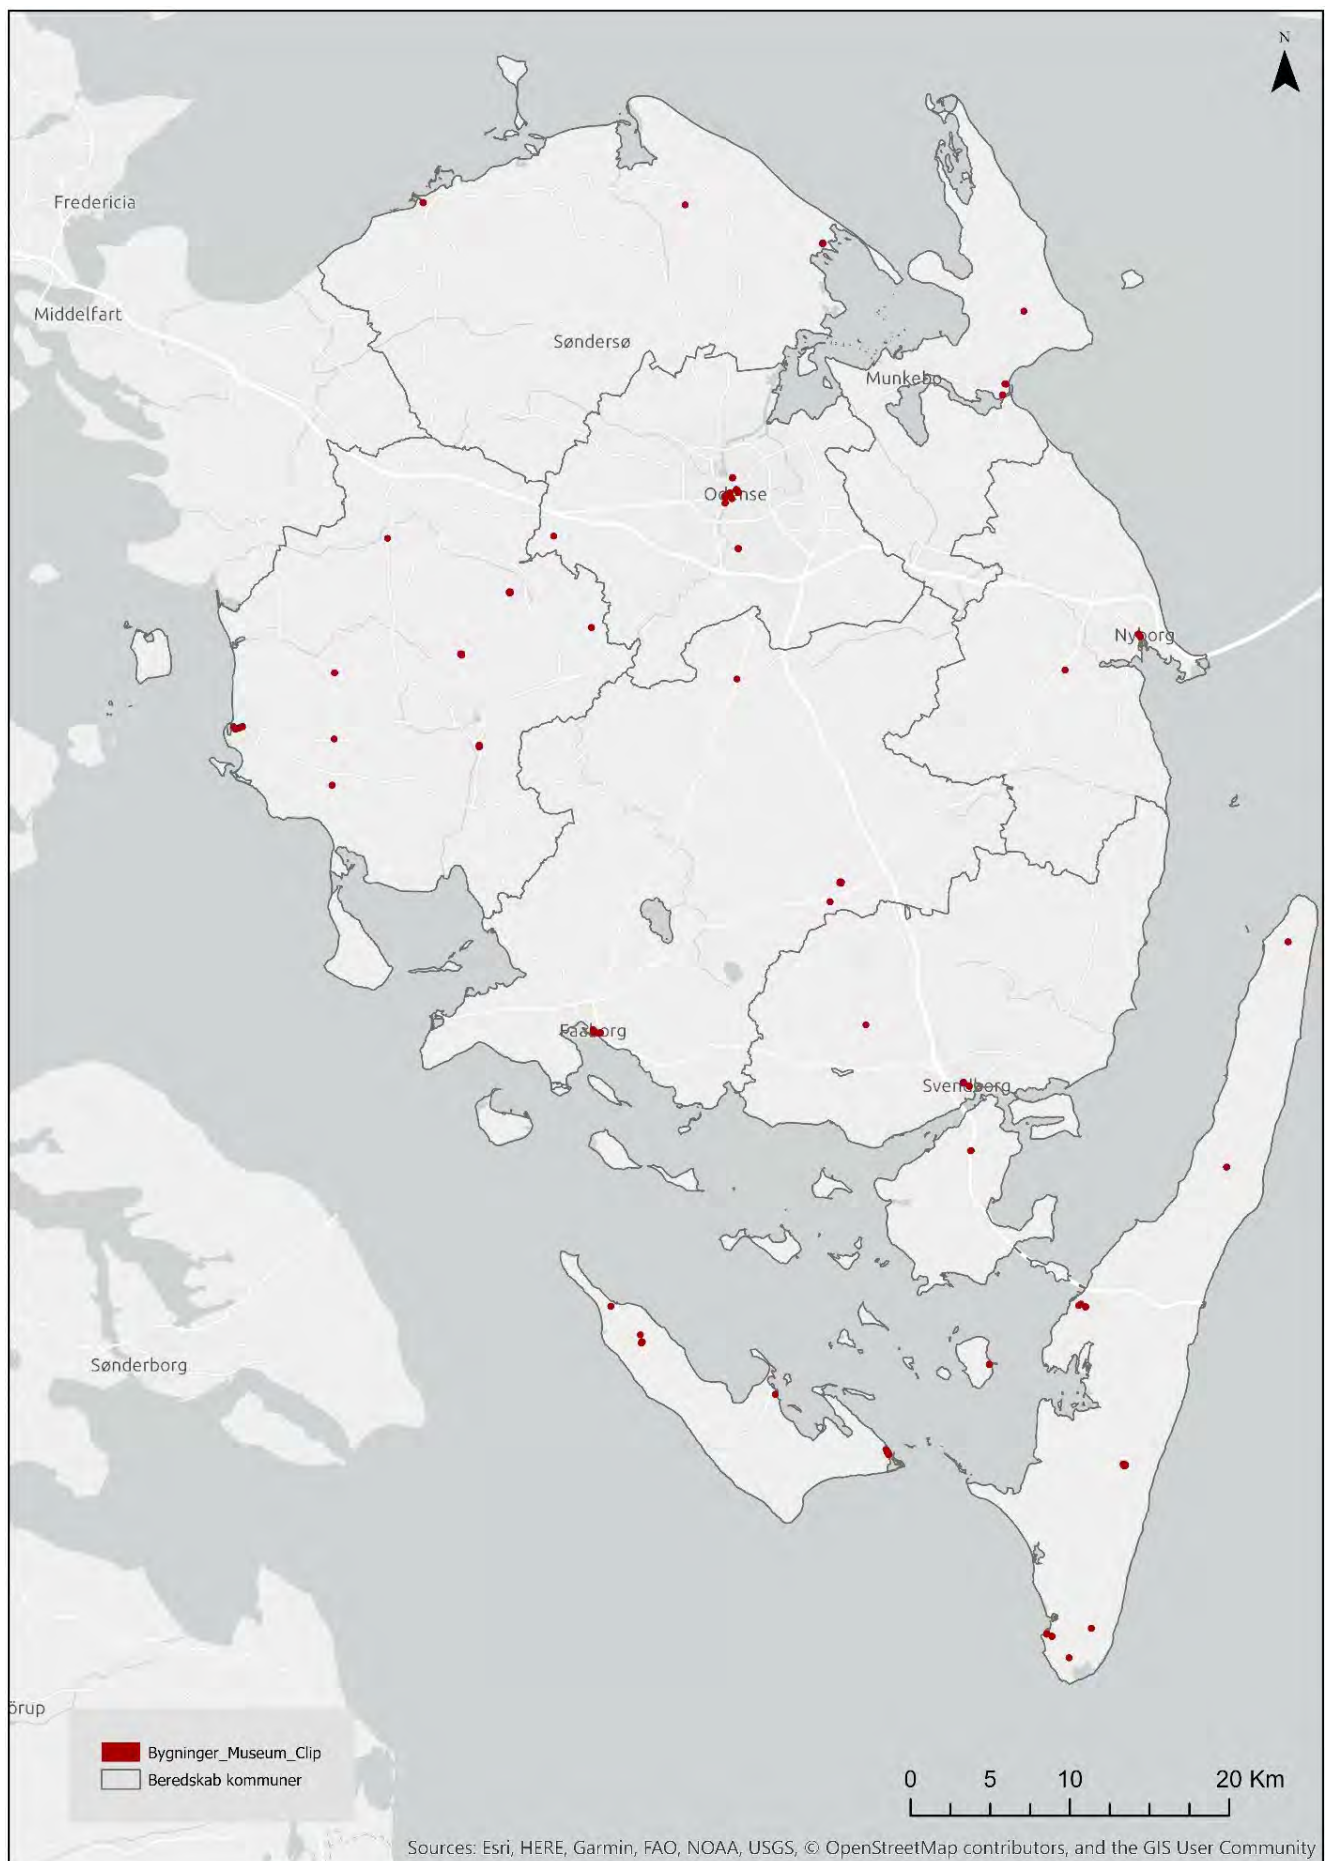 N
Fredericia
Middelfart
Søndersø
Munkebo
Odense
Nyborg
Faaborg
Svendborg
Sønderborg
örup
Bygninger_Museum_Clip
Beredskab kommuner
0 5 10 20 Km
Sources: Esri, HERE, Garmin, FAO, NOAA, USGS, © OpenStreetMap contributors, and the GIS User Community